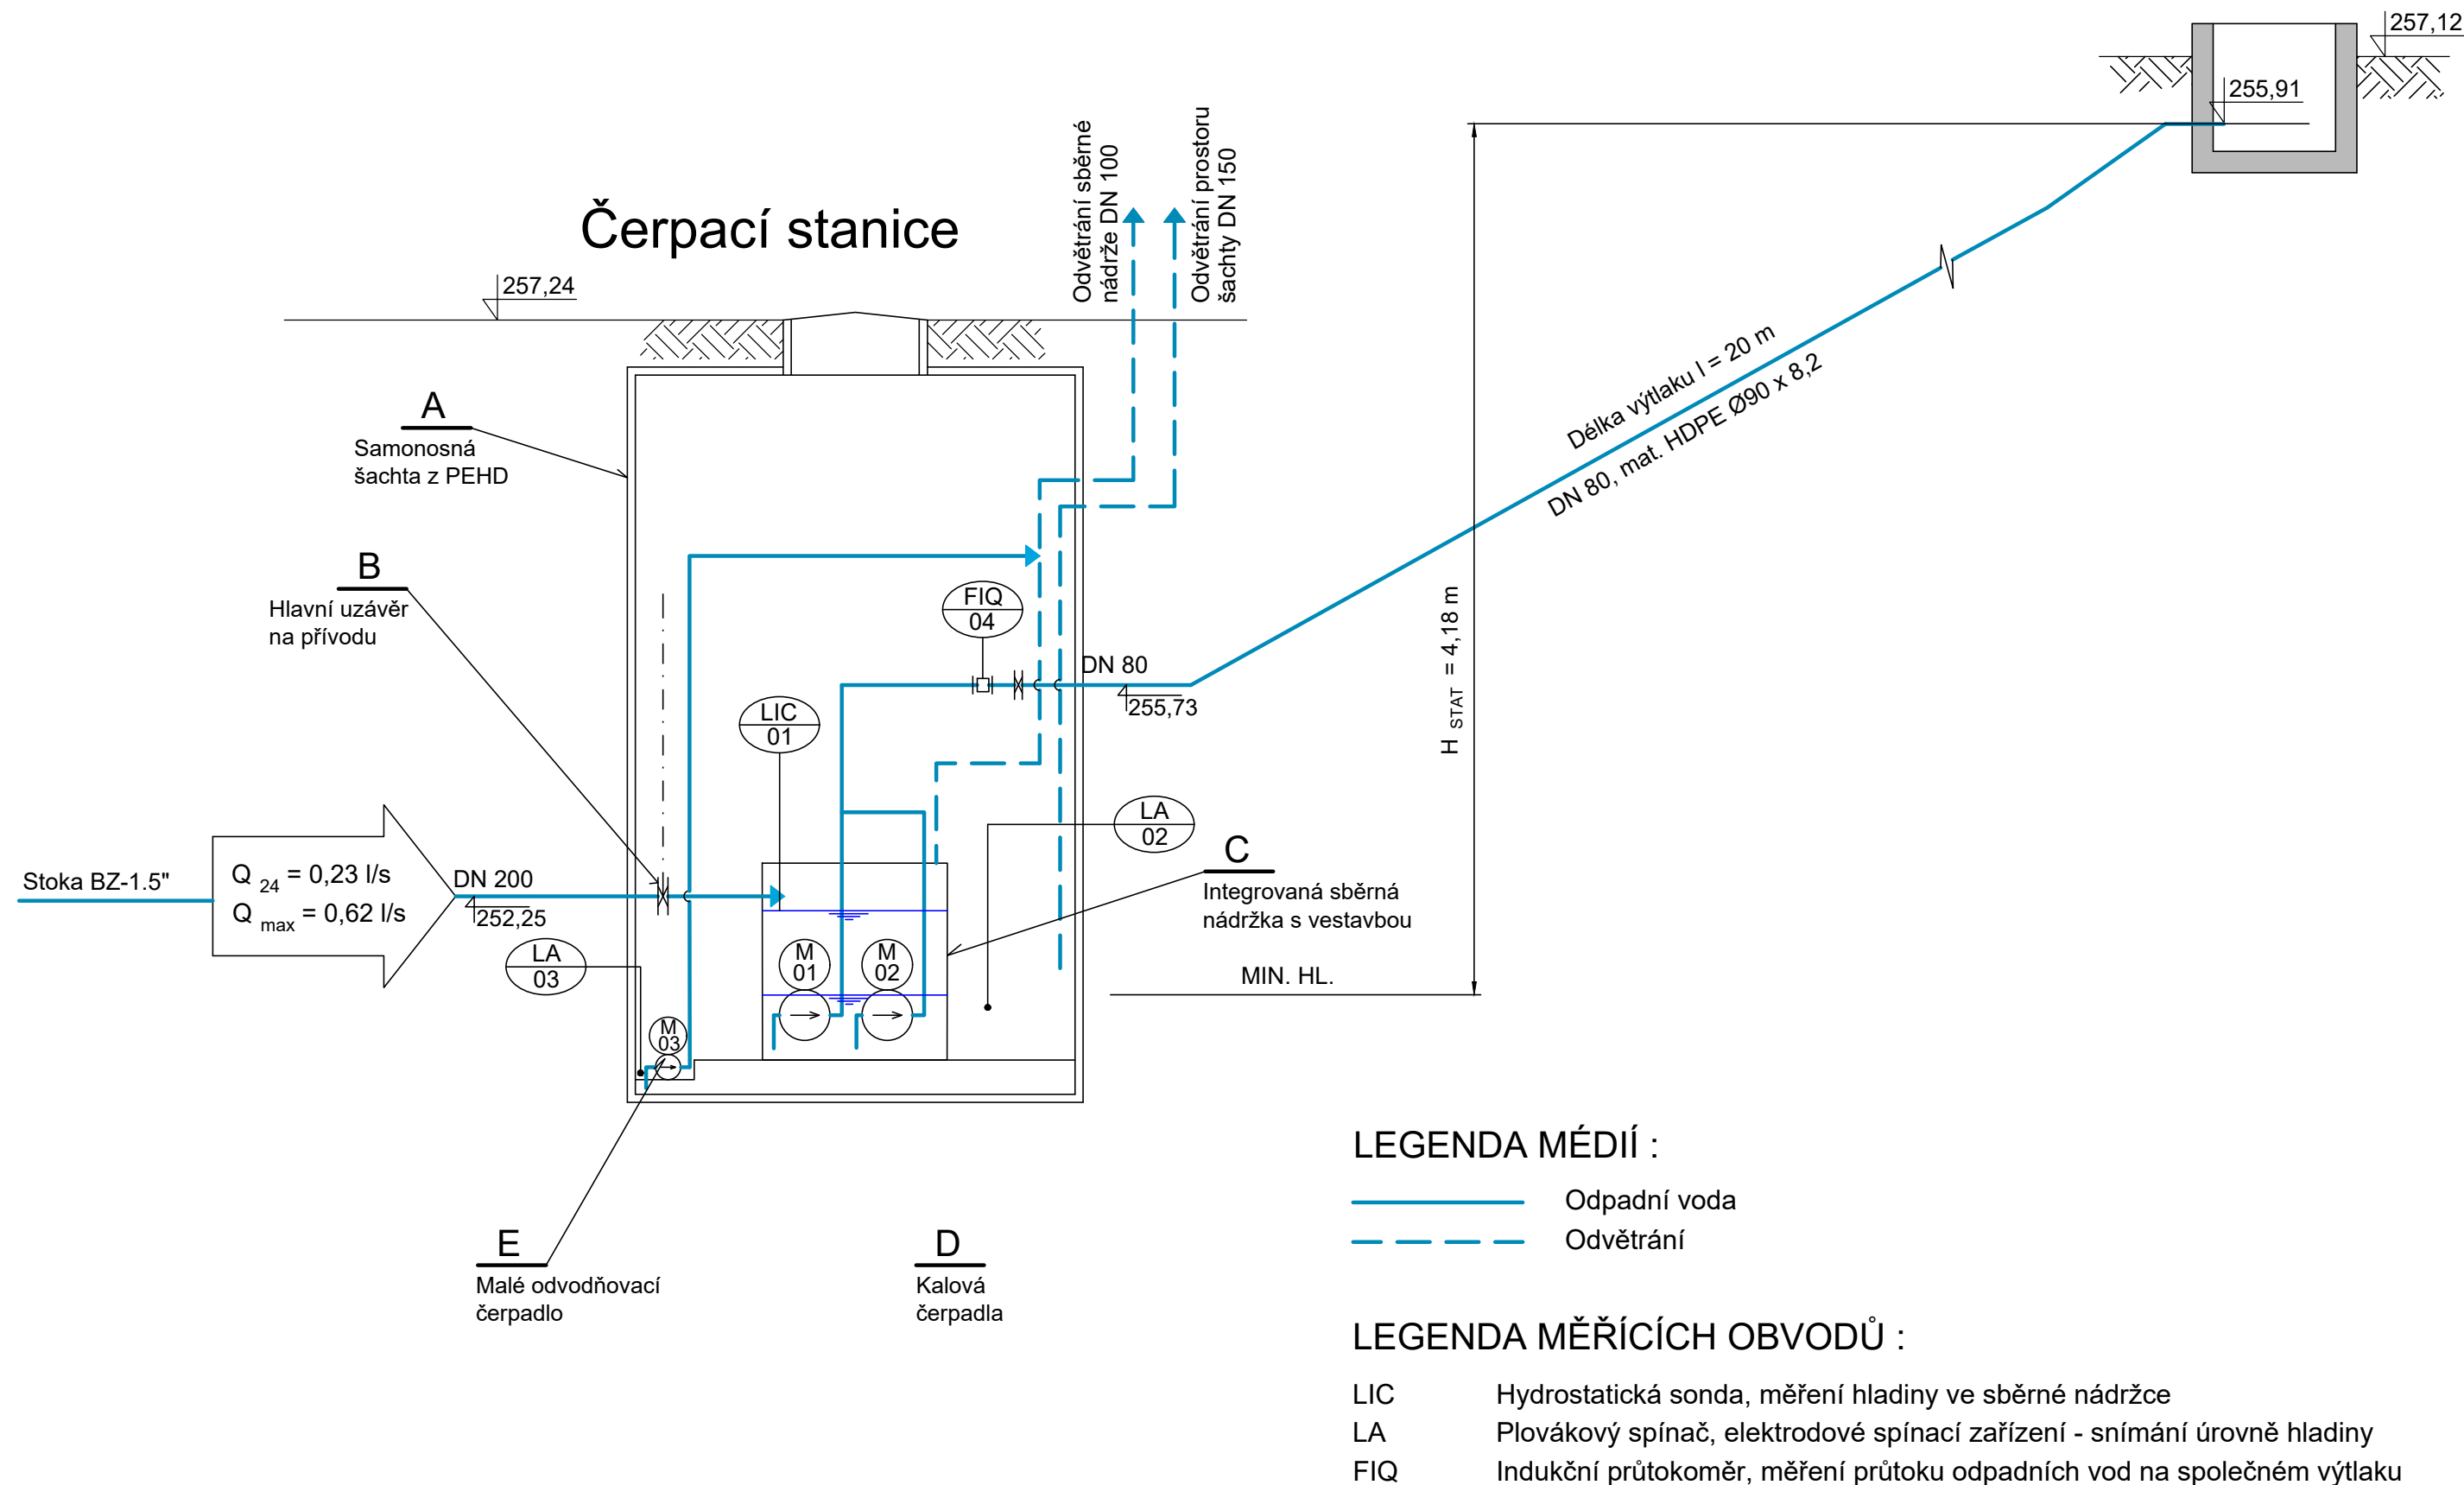 257,12
255,91
Odvětrání sběrné
nádrže DN 100
Odvětrání prostoru
šachty DN 150
Čerpací stanice
257,24
Délka výtlaku l = 20 m
DN 80, mat. HDPE Ø90 x 8,2
A
Samonosná
šachta z PEHD
B
Hlavní uzávěr
na přívodu
FIQ
04
DN 80
255,73
H STAT = 4,18 m
LIC
01
LA
02
C
Integrovaná sběrná
nádržka s vestavbou
Stoka BZ-1.5"
Q 24 = 0,23 l/s
Q max = 0,62 l/s
DN 200
252,25
LA
03
M
01
M
02
MIN. HL.
M
03
E
Malé odvodňovací
čerpadlo
D
Kalová
čerpadla
LEGENDA MÉDIÍ :
Odpadní voda
Odvětrání
LEGENDA MĚŘÍCÍCH OBVODŮ :
LIC Hydrostatická sonda, měření hladiny ve sběrné nádržce
LA Plovákový spínač, elektrodové spínací zařízení - snímání úrovně hladiny
FIQ Indukční průtokoměr, měření průtoku odpadních vod na společném výtlaku